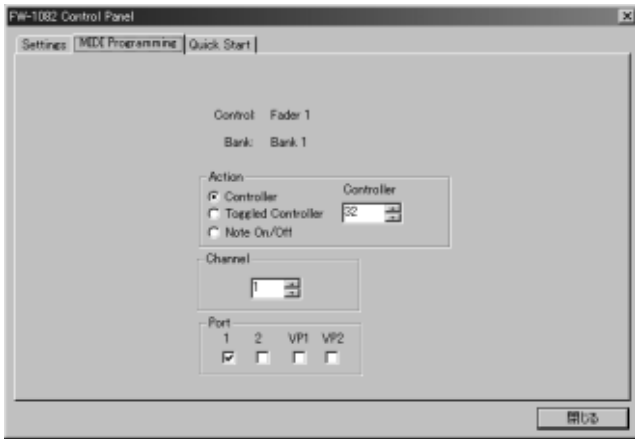 FW-1082 Control Panel
Settings MIDI Programming Quick Start
Control: Fader 1
Bank: Bank 1
Action
Controller Controller
Toggled Controller 32
Note On/Off
Channel
1
Port
1 2 VP1 VP2
閉じる